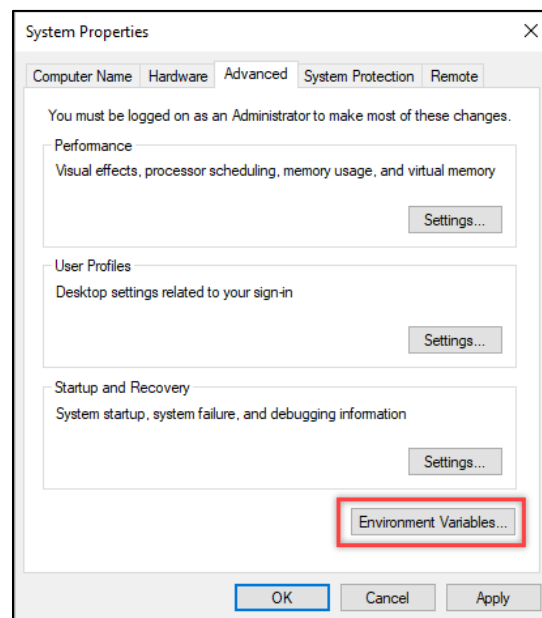 System Properties
Computer Name Hardware Advanced System Protection Remote
You must be logged on as an Administrator to make most of these changes.
Performance
Visual effects, processor scheduling, memory usage, and virtual memory
Settings...
User Profiles
Desktop settings related to your sign-in
Settings...
Startup and Recovery
System startup, system failure, and debugging information
Settings...
Environment Variables...
OK Cancel Apply